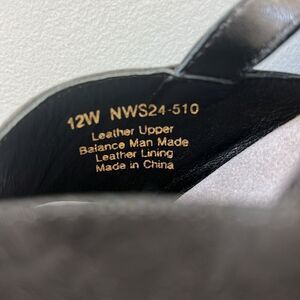 12W NWS24-510
Leather Upper
Balance Man Made
Leather Lining
Made in China